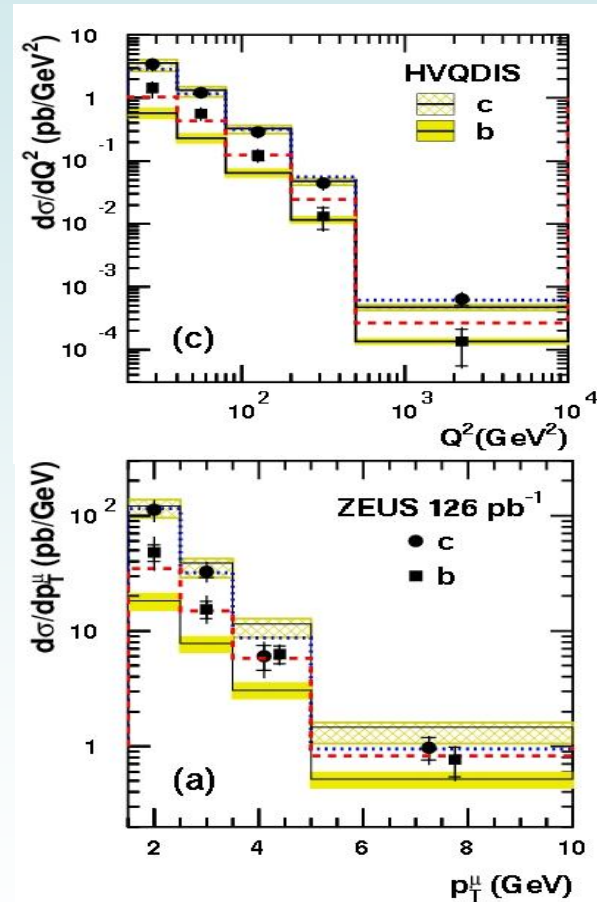 dσ/dQ² (pb/GeV²)
10
1
10⁻¹
10⁻²
10⁻³
10⁻⁴
HVQDIS
c
b
(c)
10² 10³ 10⁴
Q²(GeV²)
dσ/dp_T^μ (pb/GeV)
10²
10
1
ZEUS 126 pb⁻¹
c
b
(a)
2 4 6 8 10
p_T^μ (GeV)